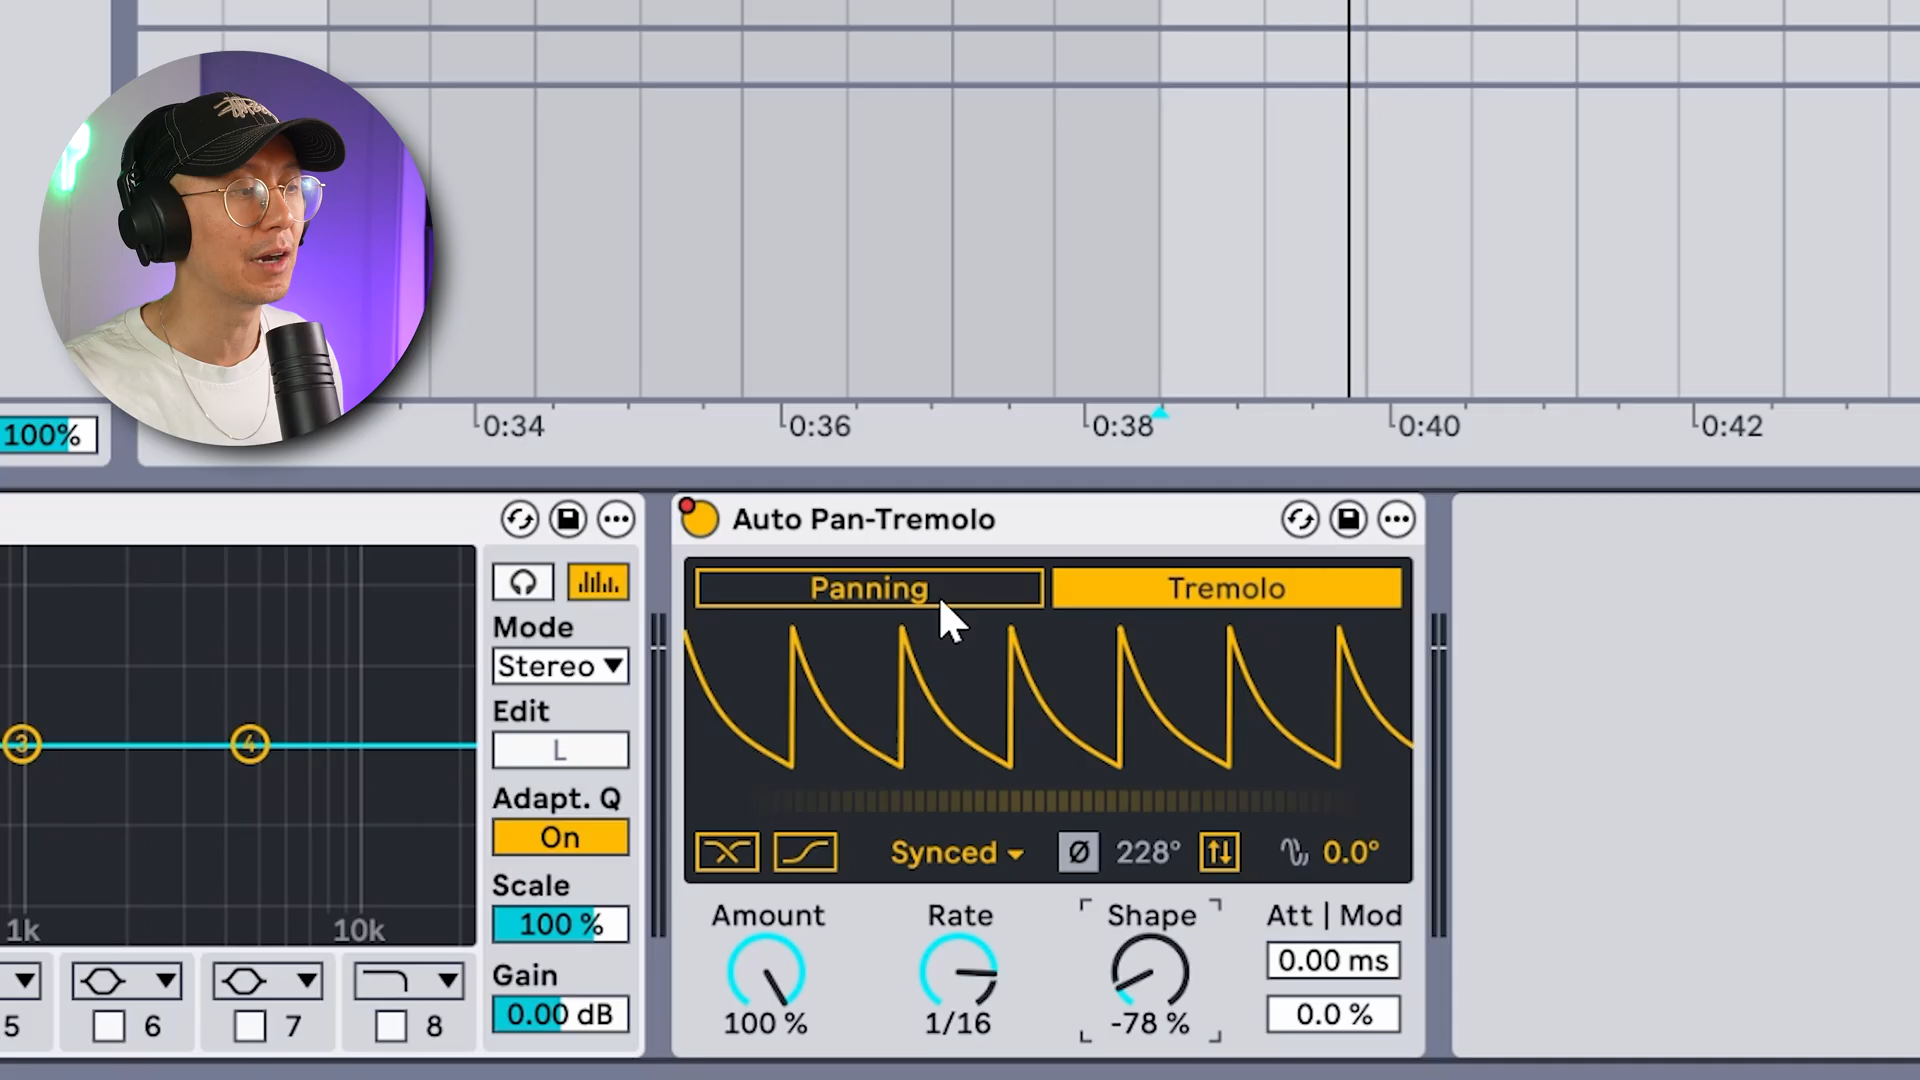 100%
0:34
0:36
0:38
0:40
0:42
Auto Pan-Tremolo
Panning
Tremolo
Mode
Stereo
Edit
L
Adapt. Q
On
Scale
100 %
Gain
0.00 dB
3
4
1k
10k
5
6
7
8
Synced
Ø
228°
0.0°
Amount
100 %
Rate
1/16
Shape
-78 %
Att | Mod
0.00 ms
0.0 %